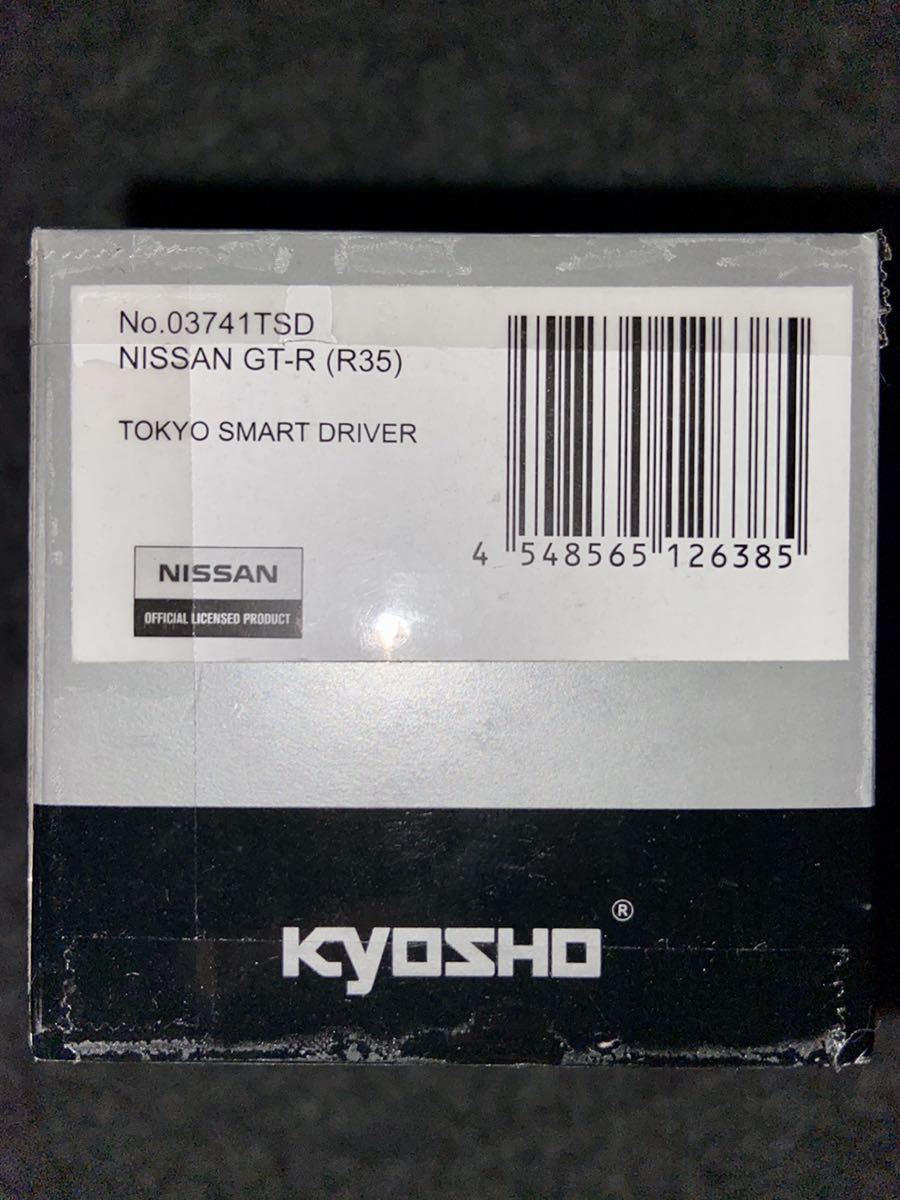 No.03741TSD
NISSAN GT-R (R35)
TOKYO SMART DRIVER
NISSAN
OFFICIAL LICENSED PRODUCT
4 548565 126385
KYOSHO ®